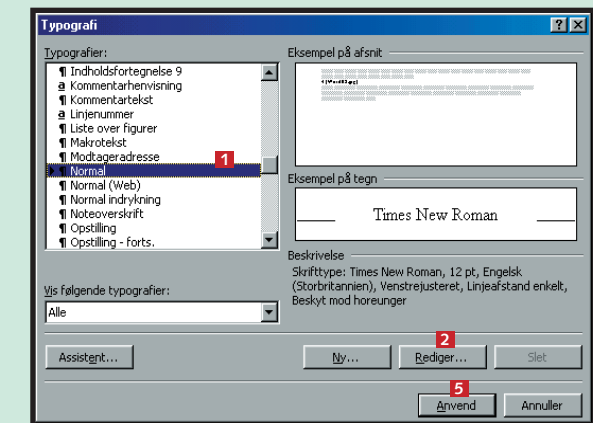 Typografi
Typografier:
¶ Indholdsfortegnelse 9
a Kommentarhenvisning
¶ Kommentartekst
a Linjenummer
¶ Liste over figurer
¶ Makrotekst
¶ Modtageradresse
1
¶ Normal
¶ Normal (Web)
¶ Normal indrykning
¶ Noteoverskrift
¶ Opstilling
¶ Opstilling - forts.
Vis følgende typografier:
Alle
Eksempel på afsnit
Eksempel på tegn
Times New Roman
Beskrivelse
Skrifttype: Times New Roman, 12 pt, Engelsk
(Storbritannien), Venstrejusteret, Linjeafstand enkelt,
Beskyt mod horeunger
2
Assistent...
Ny...
Rediger...
Slet
5
Anvend
Annuller